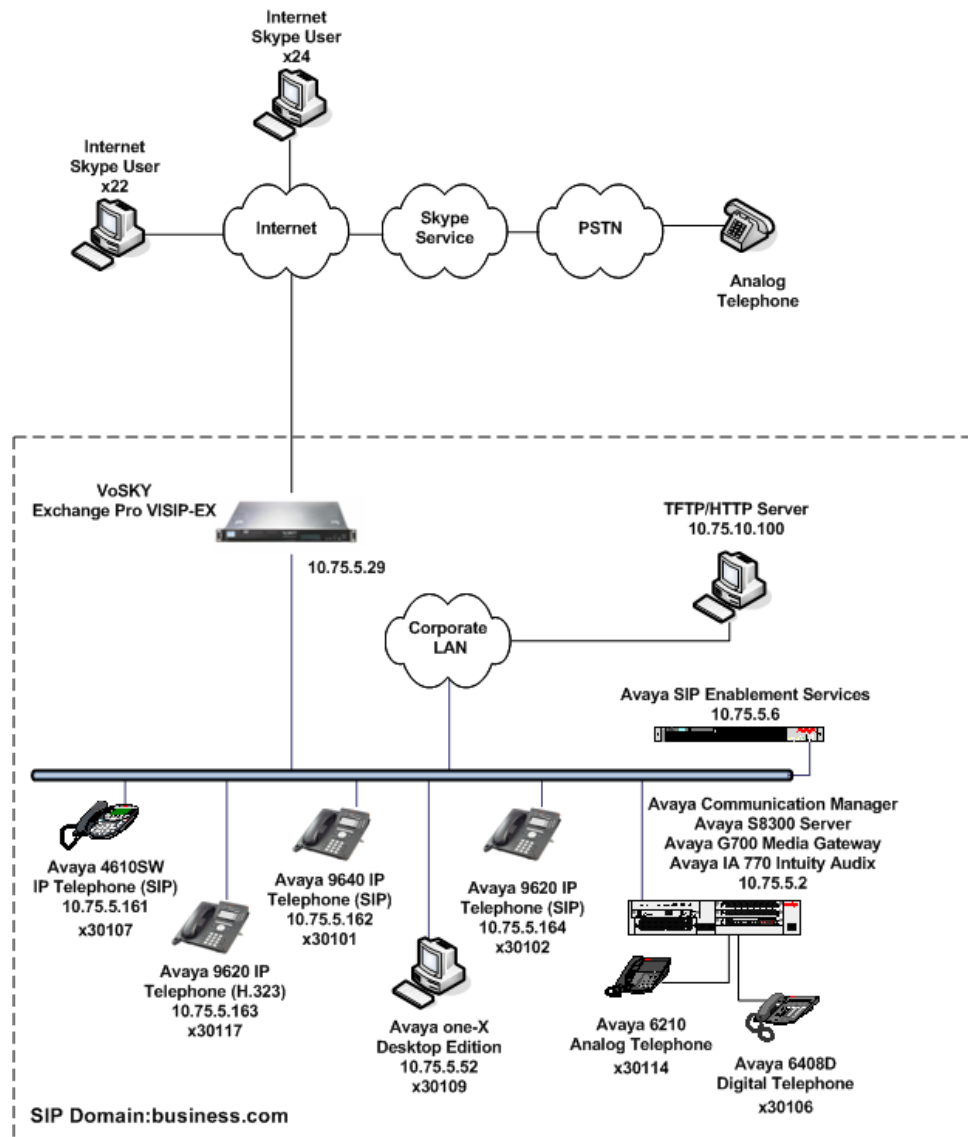 Internet
Skype User
x24
Internet
Skype User
x22
Internet
Skype
Service
PSTN
Analog
Telephone
VoSKY
Exchange Pro VISIP-EX
10.75.5.29
TFTP/HTTP Server
10.75.10.100
Corporate
LAN
Avaya SIP Enablement Services
10.75.5.6
Avaya 4610SW
IP Telephone (SIP)
10.75.5.161
x30107
Avaya 9620 IP
Telephone (H.323)
10.75.5.163
x30117
Avaya 9640 IP
Telephone (SIP)
10.75.5.162
x30101
Avaya one-X
Desktop Edition
10.75.5.52
x30109
Avaya 9620 IP
Telephone (SIP)
10.75.5.164
x30102
Avaya Communication Manager
Avaya S8300 Server
Avaya G700 Media Gateway
Avaya IA 770 Intuity Audix
10.75.5.2
Avaya 6210
Analog Telephone
x30114
Avaya 6408D
Digital Telephone
x30106
SIP Domain:business.com